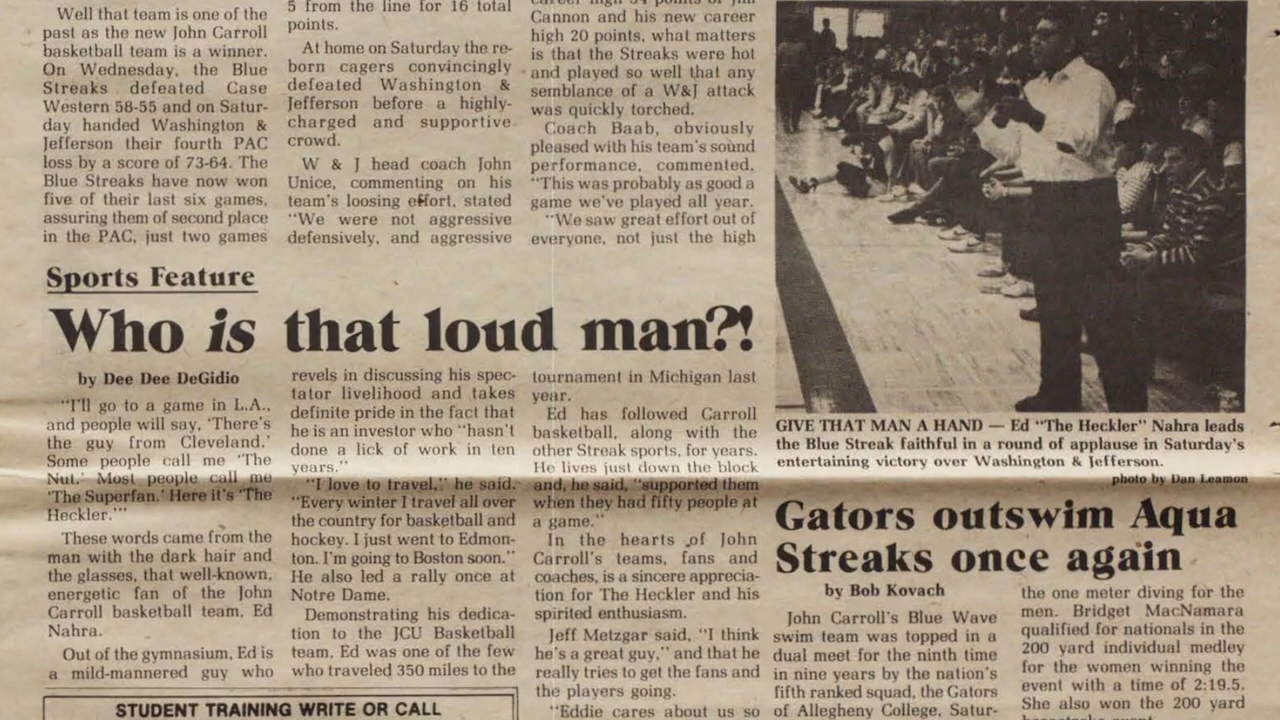 Well that team is one of the
past as the new John Carroll
basketball team is a winner.
On Wednesday, the Blue
Streaks defeated Case
Western 58-55 and on Satur-
day handed Washington &
Jefferson their fourth PAC
loss by a score of 73-64. The
Blue Streaks have now won
five of their last six games,
assuring them of second place
in the PAC, just two games
5 from the line for 16 total
points.
At home on Saturday the re-
born cagers convincingly
defeated Washington &
Jefferson before a highly-
charged and supportive
crowd.
W & J head coach John
Unice, commenting on his
team's loosing effort, stated
"We were not aggressive
defensively, and aggressive
career high 34 points of Jim
Cannon and his new career
high 20 points, what matters
is that the Streaks were hot
and played so well that any
semblance of a W&J attack
was quickly torched.
Coach Baab, obviously
pleased with his team's sound
performance, commented,
"This was probably as good a
game we've played all year.
"We saw great effort out of
everyone, not just the high
Sports Feature
Who is that loud man?!
by Dee Dee DeGidio
"I'll go to a game in L.A.,
and people will say, 'There's
the guy from Cleveland.'
Some people call me 'The
Nut.' Most people call me
'The Superfan.' Here it's 'The
Heckler.'"
These words came from the
man with the dark hair and
the glasses, that well-known,
energetic fan of the John
Carroll basketball team, Ed
Nahra.
Out of the gymnasium, Ed is
a mild-mannered guy who
revels in discussing his spec-
tator livelihood and takes
definite pride in the fact that
he is an investor who "hasn't
done a lick of work in ten
years."
"I love to travel," he said.
"Every winter I travel all over
the country for basketball and
hockey. I just went to Edmon-
ton. I'm going to Boston soon."
He also led a rally once at
Notre Dame.
Demonstrating his dedica-
tion to the JCU Basketball
team, Ed was one of the few
who traveled 350 miles to the
tournament in Michigan last
year.
Ed has followed Carroll
basketball, along with the
other Streak sports, for years.
He lives just down the block
and, he said, "supported them
when they had fifty people at
a game."
In the hearts of John
Carroll's teams, fans and
coaches, is a sincere apprecia-
tion for The Heckler and his
spirited enthusiasm.
Jeff Metzgar said, "I think
he's a great guy," and that he
really tries to get the fans and
the players going.
"Eddie cares about us so
STUDENT TRAINING WRITE OR CALL
GIVE THAT MAN A HAND — Ed "The Heckler" Nahra leads
the Blue Streak faithful in a round of applause in Saturday's
entertaining victory over Washington & Jefferson.
photo by Dan Leamon
Gators outswim Aqua
Streaks once again
by Bob Kovach
John Carroll's Blue Wave
swim team was topped in a
dual meet for the ninth time
in nine years by the nation's
fifth ranked squad, the Gators
of Allegheny College, Satur-
the one meter diving for the
men. Bridget MacNamara
qualified for nationals in the
200 yard individual medley
for the women winning the
event with a time of 2:19.5.
She also won the 200 yard